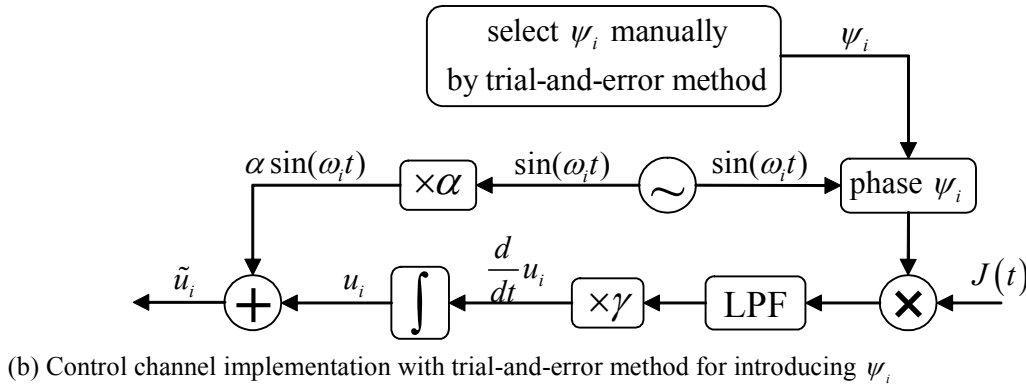 select ψ_i manually
by trial-and-error method
ψ_i
α sin(ω_i t)
×α
sin(ω_i t)
~
sin(ω_i t)
phase ψ_i
ũ_i
+
u_i
∫
d/dt u_i
×γ
LPF
×
J(t)
(b) Control channel implementation with trial-and-error method for introducing ψ_i